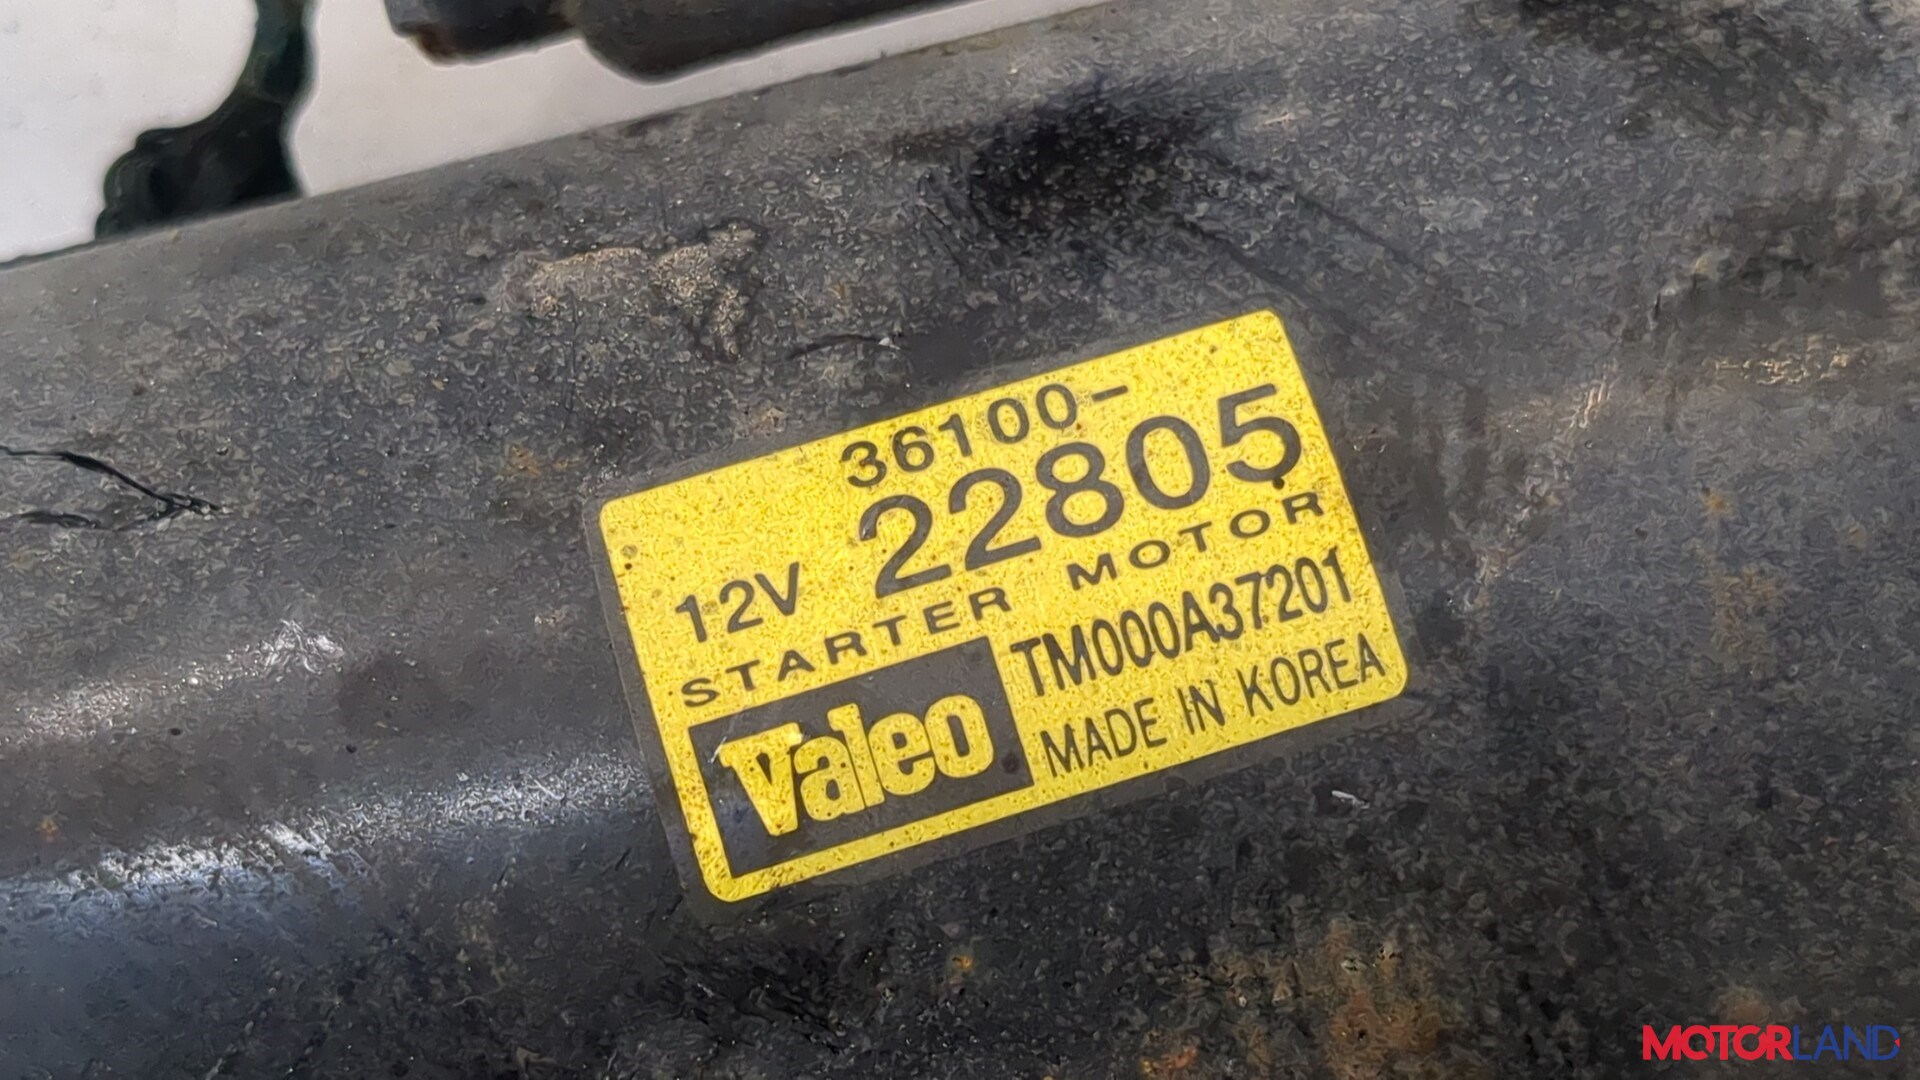 36100-
12V 22805
STARTER MOTOR
Valeo TM000A37201
MADE IN KOREA
MOTORLAND